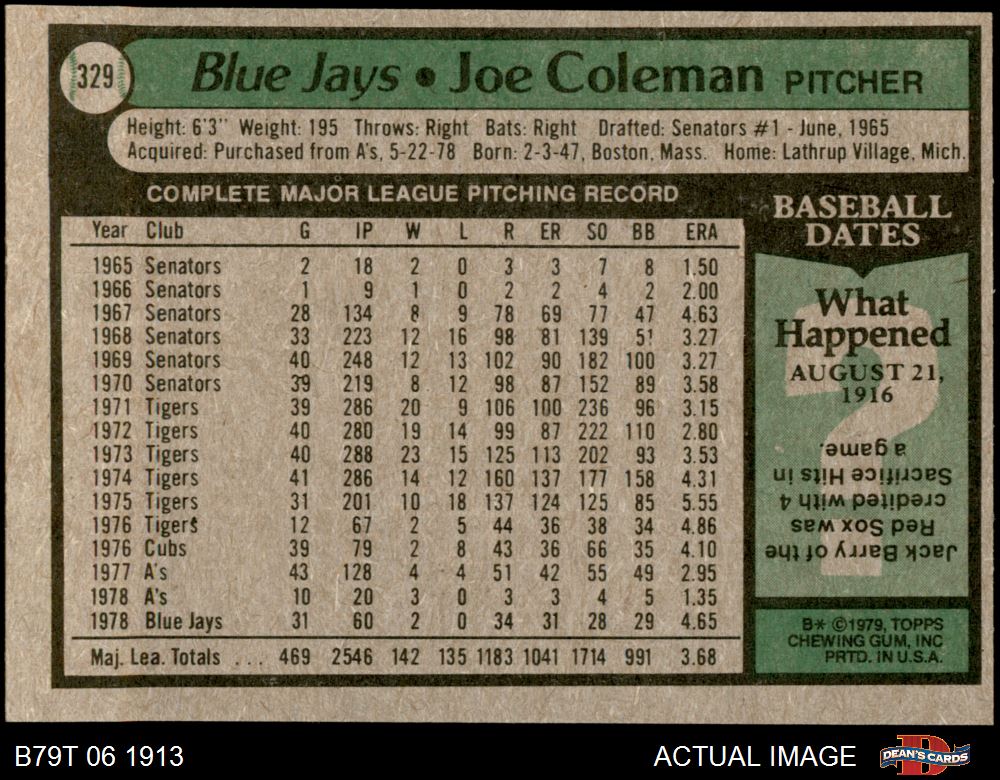 329 Blue Jays • Joe Coleman PITCHER
Height: 6'3" Weight: 195 Throws: Right Bats: Right Drafted: Senators #1 - June, 1965
Acquired: Purchased from A's, 5-22-78 Born: 2-3-47, Boston, Mass. Home: Lathrup Village, Mich.
COMPLETE MAJOR LEAGUE PITCHING RECORD
Year Club G IP W L R ER SO BB ERA
1965 Senators 2 18 2 0 3 3 7 8 1.50
1966 Senators 1 9 1 0 2 2 4 2 2.00
1967 Senators 28 134 8 9 78 69 77 47 4.63
1968 Senators 33 223 12 16 98 81 139 51 3.27
1969 Senators 40 248 12 13 102 90 182 100 3.27
1970 Senators 39 219 8 12 98 87 152 89 3.58
1971 Tigers 39 286 20 9 106 100 236 96 3.15
1972 Tigers 40 280 19 14 99 87 222 110 2.80
1973 Tigers 40 288 23 15 125 113 202 93 3.53
1974 Tigers 41 286 14 12 160 137 177 158 4.31
1975 Tigers 31 201 10 18 137 124 125 85 5.55
1976 Tigers 12 67 2 5 44 36 38 34 4.86
1976 Cubs 39 79 2 8 43 36 66 35 4.10
1977 A's 43 128 4 4 51 42 55 49 2.95
1978 A's 10 20 3 0 3 3 4 5 1.35
1978 Blue Jays 31 60 2 0 34 31 28 29 4.65
Maj. Lea. Totals ... 469 2546 142 135 1183 1041 1714 991 3.68
BASEBALL
DATES
What
Happened
AUGUST 21,
1916
?
Jack Barry of the
Red Sox was
credited with 4
Sacrifice Hits in
a game.
B* ©1979, TOPPS
CHEWING GUM, INC
PRTD. IN U.S.A.
B79T 06 1913 ACTUAL IMAGE DEAN'S CARDS